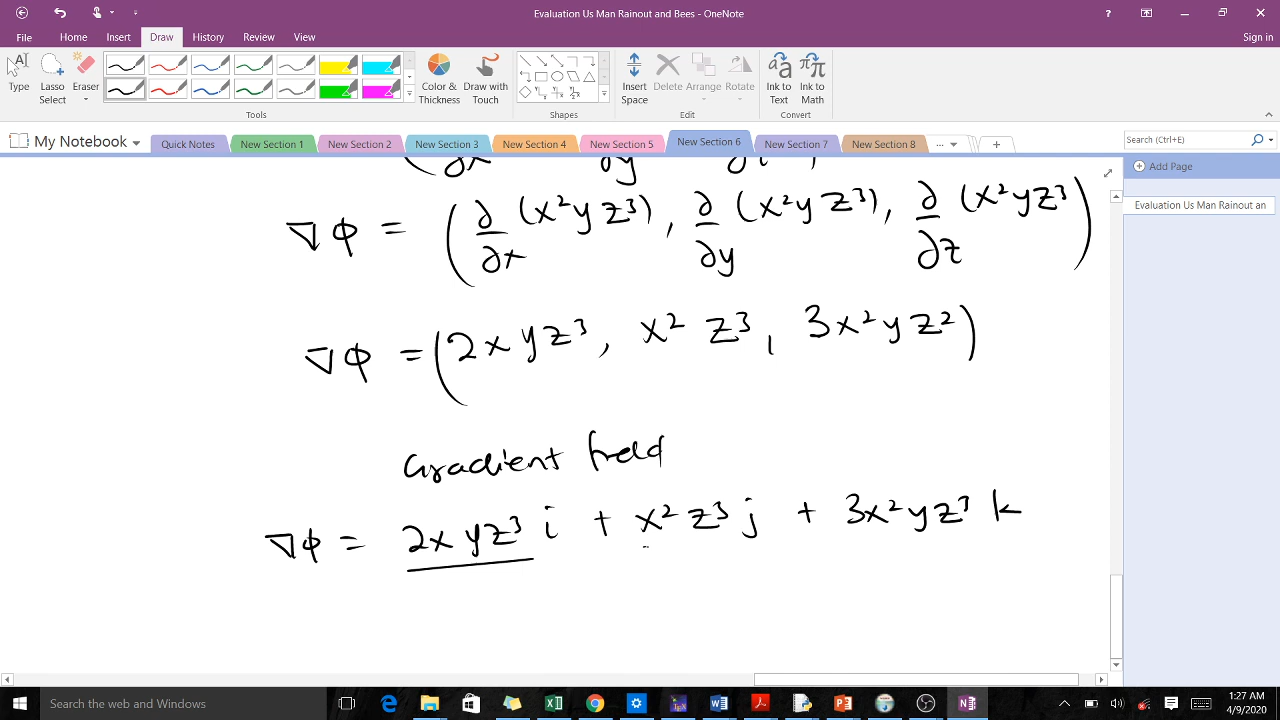 Evaluation Us Man Rainout and Bees - OneNote
File Home Insert Draw History Review View Sign in
Type Lasso Select Eraser Color & Thickness Draw with Touch Insert Space Delete Arrange Rotate Ink to Text Ink to Math
Tools Shapes Edit Convert
My Notebook Quick Notes New Section 1 New Section 2 New Section 3 New Section 4 New Section 5 New Section 6 New Section 7 New Section 8 ... + Search (Ctrl+E)
Add Page
Evaluation Us Man Rainout an
∇φ = (∂/∂x (x²yz³), ∂/∂y (x²yz³), ∂/∂z (x²yz³))
∇φ = (2xyz³, x² z³, 3x²yz²)
Gradient field
∇φ = 2xyz³ i + x²z³ j + 3x²yz³ k
Search the web and Windows
1:27 AM
4/9/2020